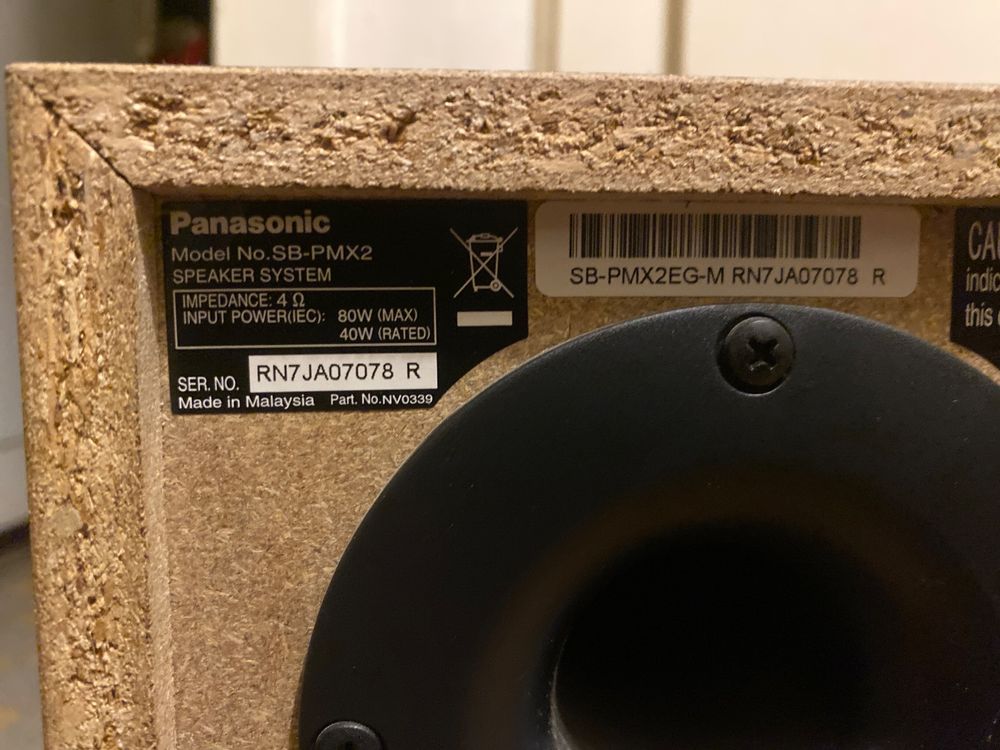 Panasonic
Model No.SB-PMX2
SPEAKER SYSTEM
IMPEDANCE: 4 Ω
INPUT POWER(IEC): 80W (MAX)
40W (RATED)
SER. NO. RN7JA07078 R
Made in Malaysia Part. No.NV0339
SB-PMX2EG-M RN7JA07078 R
this